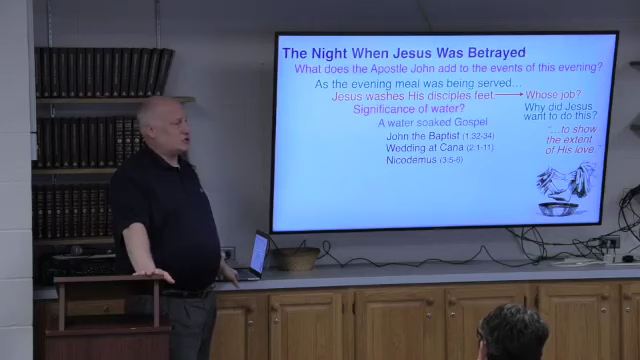 The Night When Jesus Was Betrayed
What does the Apostle John add to the events of this evening?
As the evening meal was being served…
Jesus washes His disciples feet.
Whose job?
Significance of water?
Why did Jesus
want to do this?
A water soaked Gospel
"…to show
the extent
of His love."
John the Baptist (1.32-34)
Wedding at Cana (2.1-11)
Nicodemus (3.5-6)